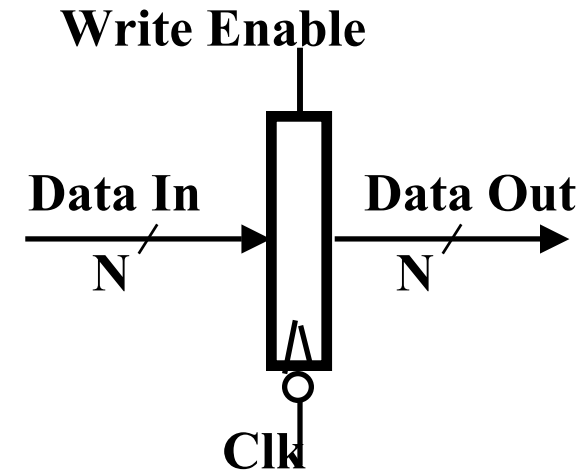 Write Enable
Data In
Data Out
N
N
Clk